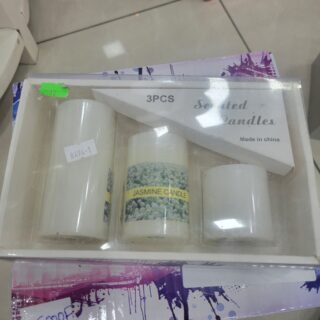 3PCS
Scented
Candles
Made in china
JASMINE CANDLE